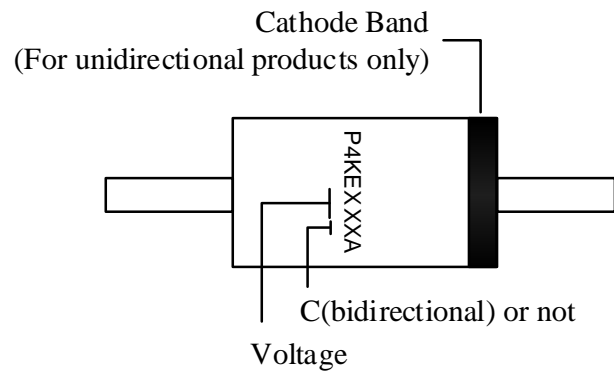 Cathode Band
(For unidirectional products only)
P4KEXXXA
C(bidirectional) or not
Voltage